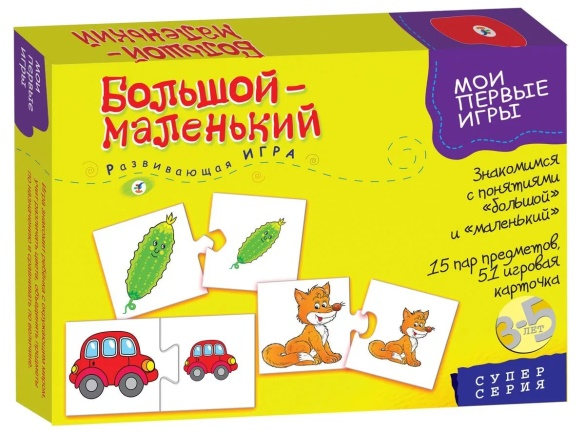 БОЛЬШОЙ-
МАЛЕНЬКИЙ
МОИ
ПЕРВЫЕ
ИГРЫ
Большой-
маленький
Развивающая ИГРА
МОИ
ПЕРВЫЕ
ИГРЫ
Знакомимся
с понятиями
«большой»
и «маленький»
15 пар предметов,
51 игровая
карточка
3-5
ЛЕТ
СУПЕР
СЕРИЯ